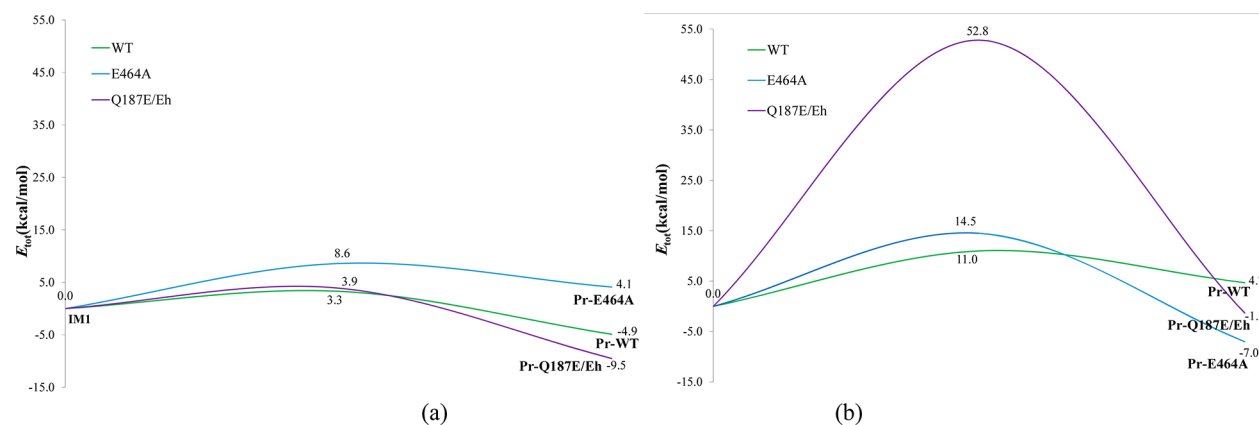 55.0
45.0
35.0
25.0
15.0
5.0
-5.0
-15.0
E_tot(kcal/mol)
WT
E464A
Q187E/Eh
0.0
IM1
8.6
3.9
3.3
4.1
Pr-E464A
-4.9
Pr-WT
Pr-Q187E/Eh -9.5
(a)
55.0
45.0
35.0
25.0
15.0
5.0
-5.0
-15.0
E_tot(kcal/mol)
WT
E464A
Q187E/Eh
0.0
52.8
14.5
11.0
Pr-WT
Pr-Q187E/Eh
-7.0
Pr-E464A
(b)